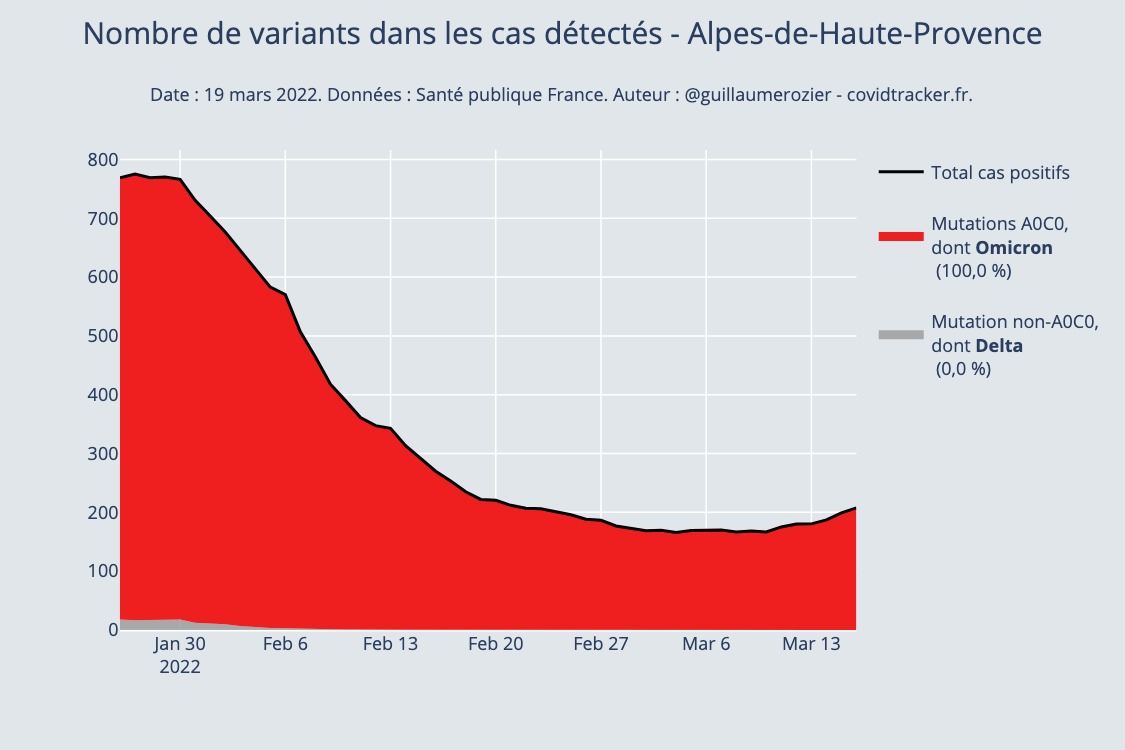 Nombre de variants dans les cas détectés - Alpes-de-Haute-Provence
Date : 19 mars 2022. Données : Santé publique France. Auteur : @guillaumerozier - covidtracker.fr.
800
700
600
500
400
300
200
100
0
Jan 30
2022
Feb 6
Feb 13
Feb 20
Feb 27
Mar 6
Mar 13
Total cas positifs
Mutations A0C0,
dont Omicron
(100,0 %)
Mutation non-A0C0,
dont Delta
(0,0 %)